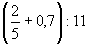 (2/5 + 0,7) : 11